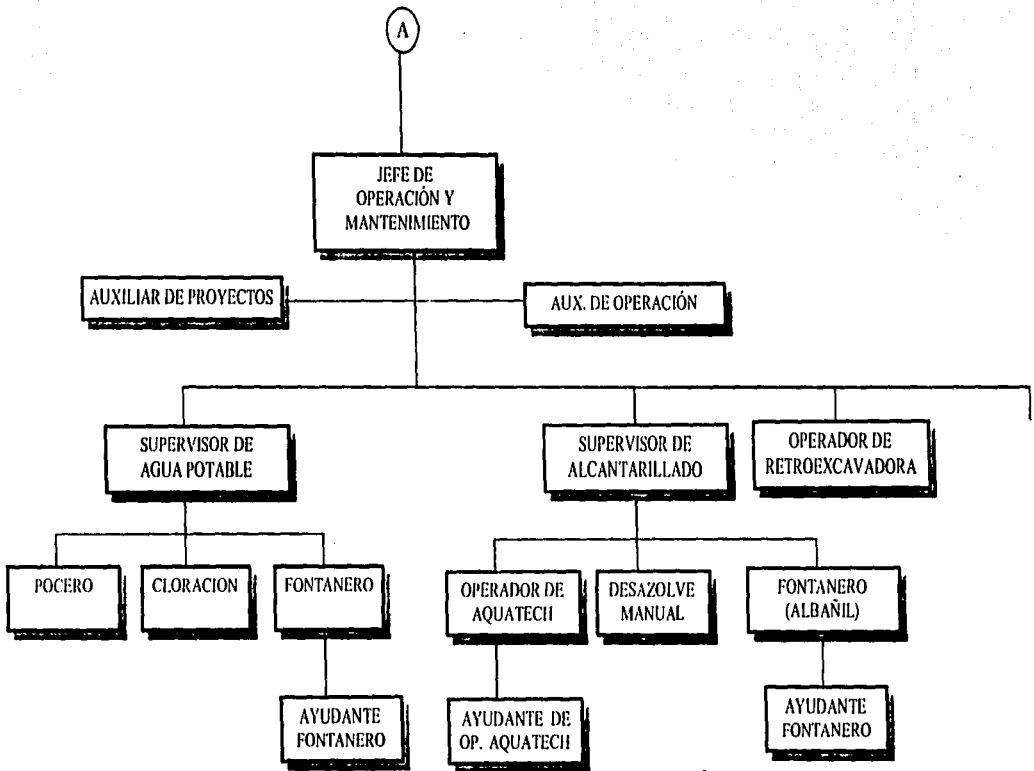 A
JEFE DE
OPERACIÓN Y
MANTENIMIENTO
AUXILIAR DE PROYECTOS
AUX. DE OPERACIÓN
SUPERVISOR DE
AGUA POTABLE
SUPERVISOR DE
ALCANTARILLADO
OPERADOR DE
RETROEXCAVADORA
POCERO
CLORACION
FONTANERO
OPERADOR DE
AQUATECH
DESAZOLVE
MANUAL
FONTANERO
(ALBAÑIL)
AYUDANTE
FONTANERO
AYUDANTE DE
OP. AQUATECH
AYUDANTE
FONTANERO